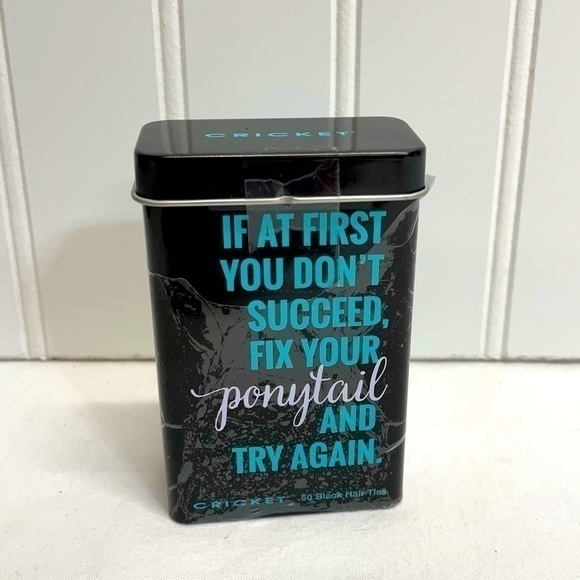 CRICKET
IF AT FIRST
YOU DON'T
SUCCEED,
FIX YOUR
ponytail
AND
TRY AGAIN.
CRICKET 50 Black Hair Ties